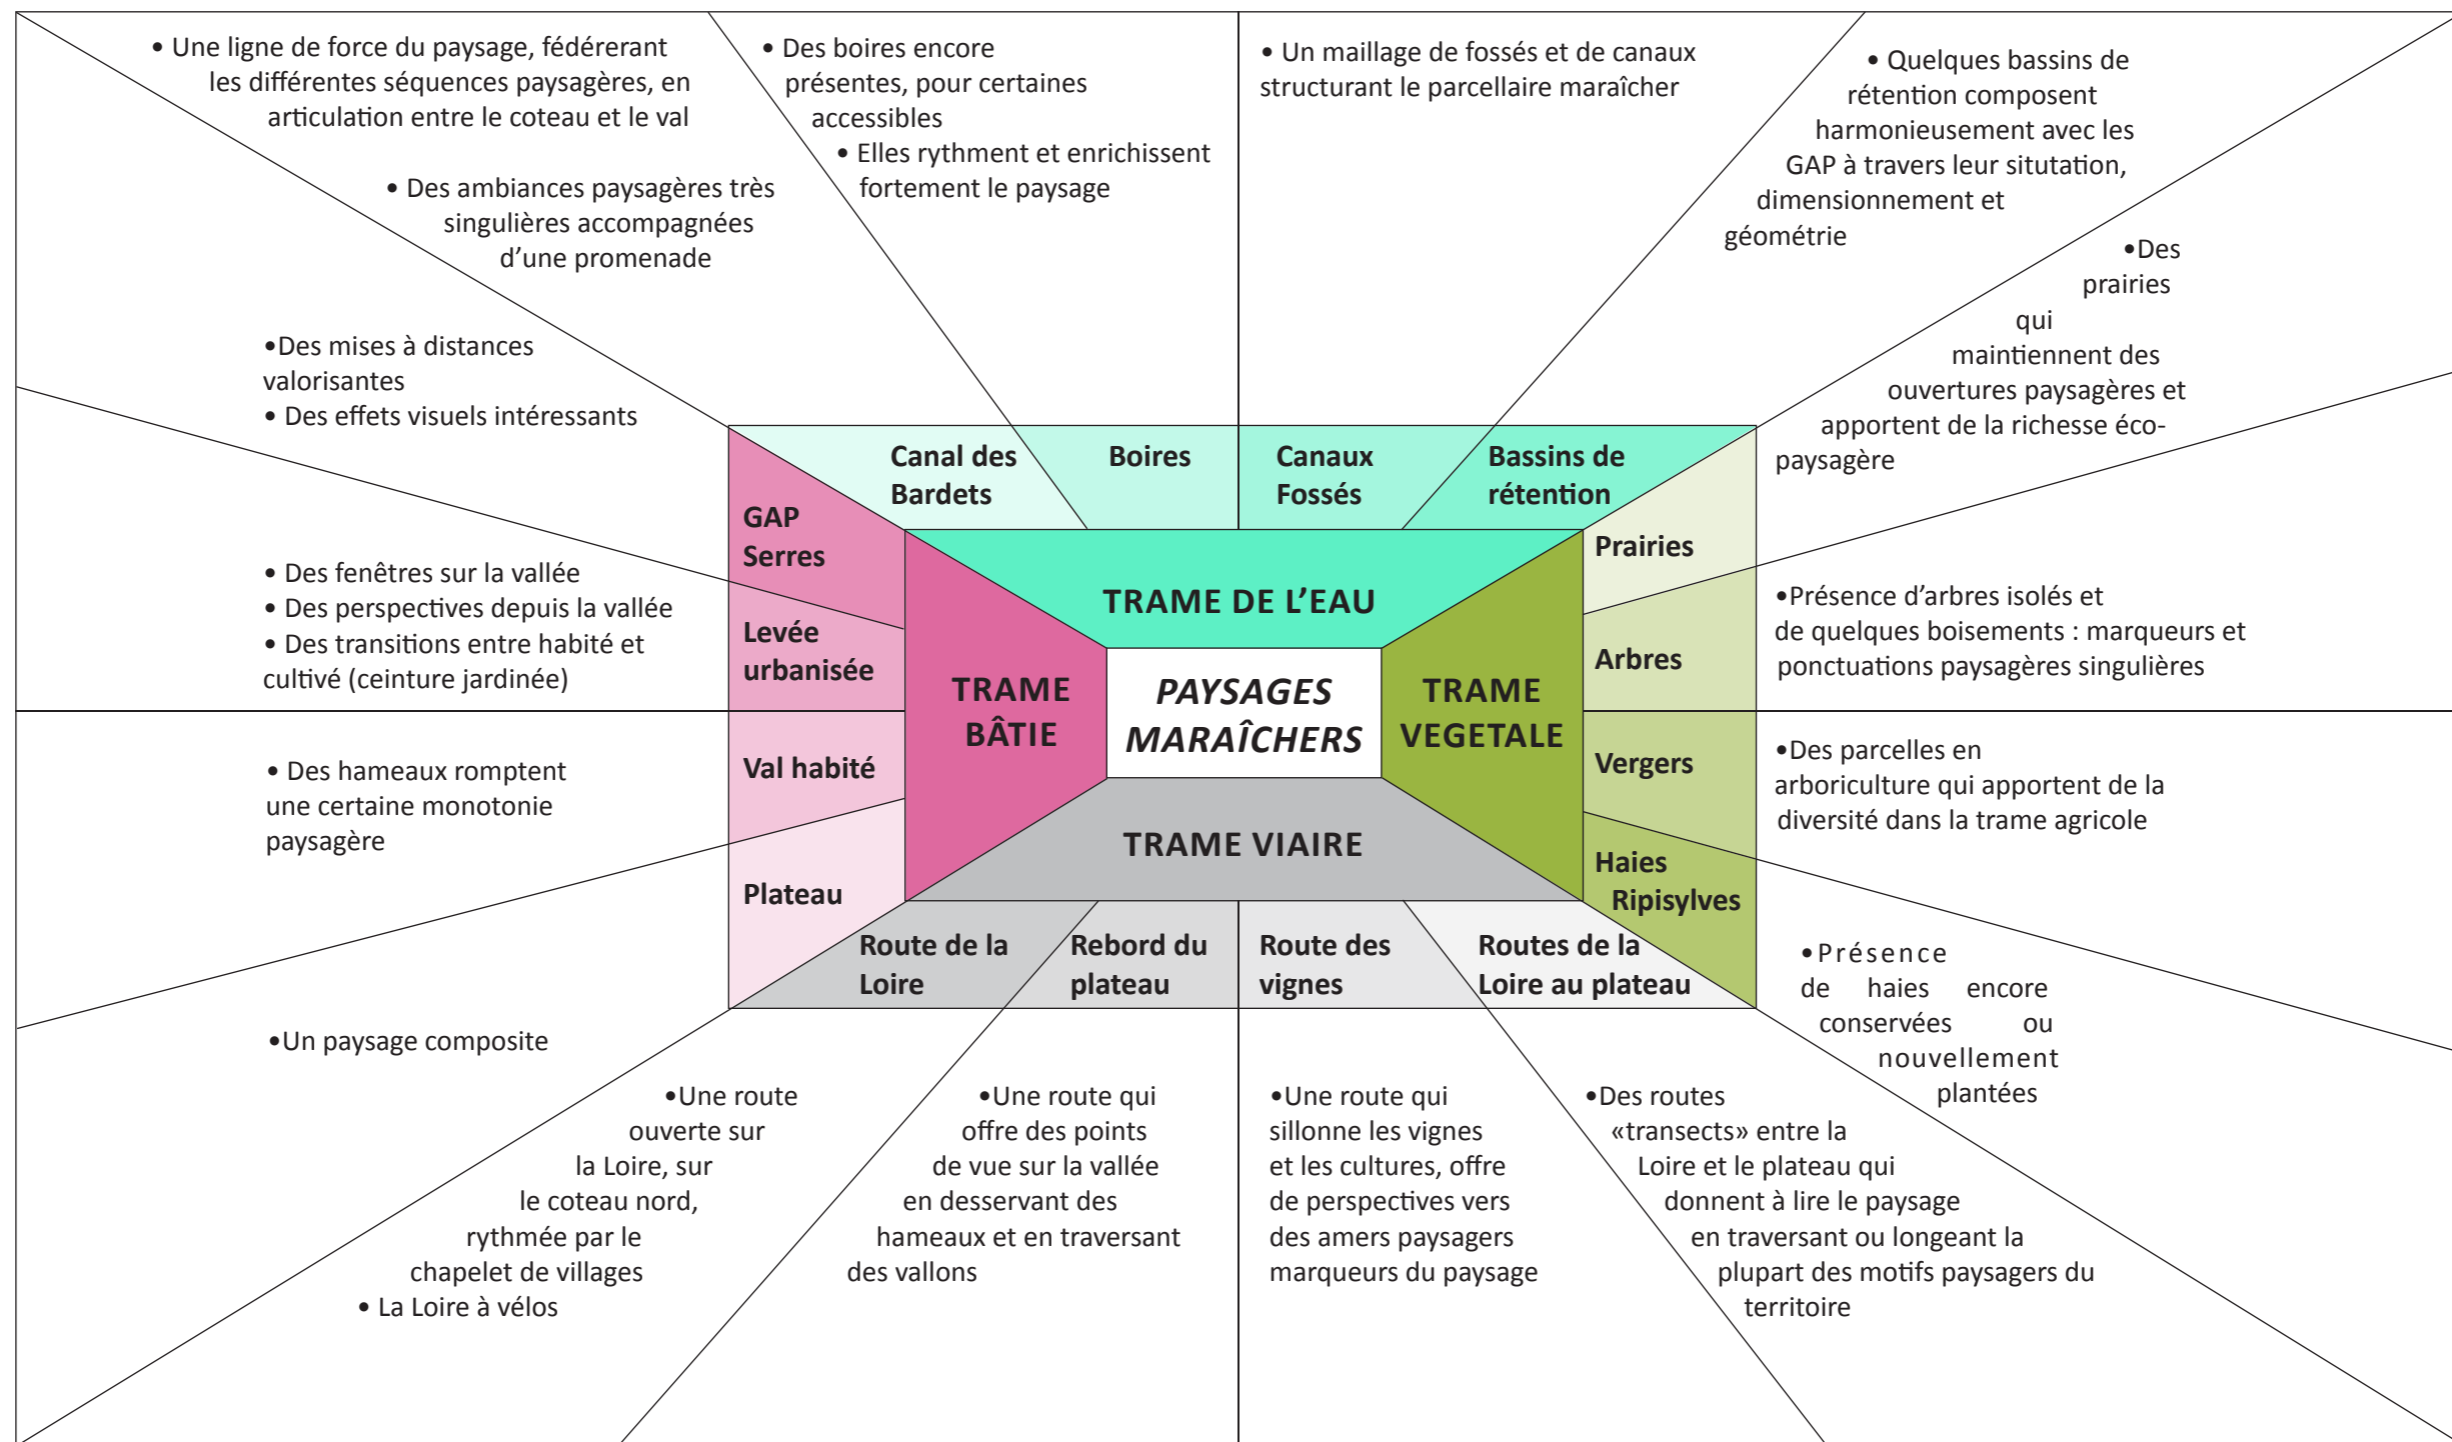 • Une ligne de force du paysage, fédérerant
les différentes séquences paysagères, en
articulation entre le coteau et le val
• Des ambiances paysagères très
singulières accompagnées
d’une promenade
• Des boires encore
présentes, pour certaines
accessibles
• Elles rythment et enrichissent
fortement le paysage
• Un maillage de fossés et de canaux
structurant le parcellaire maraîcher
• Quelques bassins de
rétention composent
harmonieusement avec les
GAP à travers leur situtation,
dimensionnement et
géométrie
•Des
prairies
qui
maintiennent des
ouvertures paysagères et
apportent de la richesse éco-
paysagère
•Des mises à distances
valorisantes
• Des effets visuels intéressants
• Des fenêtres sur la vallée
• Des perspectives depuis la vallée
• Des transitions entre habité et
cultivé (ceinture jardinée)
• Des hameaux romptent
une certaine monotonie
paysagère
•Un paysage composite
Canal des
Bardets
Boires
Canaux
Fossés
Bassins de
rétention
GAP
Serres
Levée
urbanisée
Val habité
Plateau
TRAME DE L’EAU
TRAME
BÂTIE
PAYSAGES
MARAÎCHERS
TRAME
VEGETALE
TRAME VIAIRE
Prairies
Arbres
Vergers
Haies
Ripisylves
Route de la
Loire
Rebord du
plateau
Route des
vignes
Routes de la
Loire au plateau
•Présence d’arbres isolés et
de quelques boisements : marqueurs et
ponctuations paysagères singulières
•Des parcelles en
arboriculture qui apportent de la
diversité dans la trame agricole
•Présence
de haies encore
conservées ou
nouvellement
plantées
•Une route
ouverte sur
la Loire, sur
le coteau nord,
rythmée par le
chapelet de villages
• La Loire à vélos
•Une route qui
offre des points
de vue sur la vallée
en desservant des
hameaux et en traversant
des vallons
•Une route qui
sillonne les vignes
et les cultures, offre
de perspectives vers
des amers paysagers
marqueurs du paysage
•Des routes
«transects» entre la
Loire et le plateau qui
donnent à lire le paysage
en traversant ou longeant la
plupart des motifs paysagers du
territoire